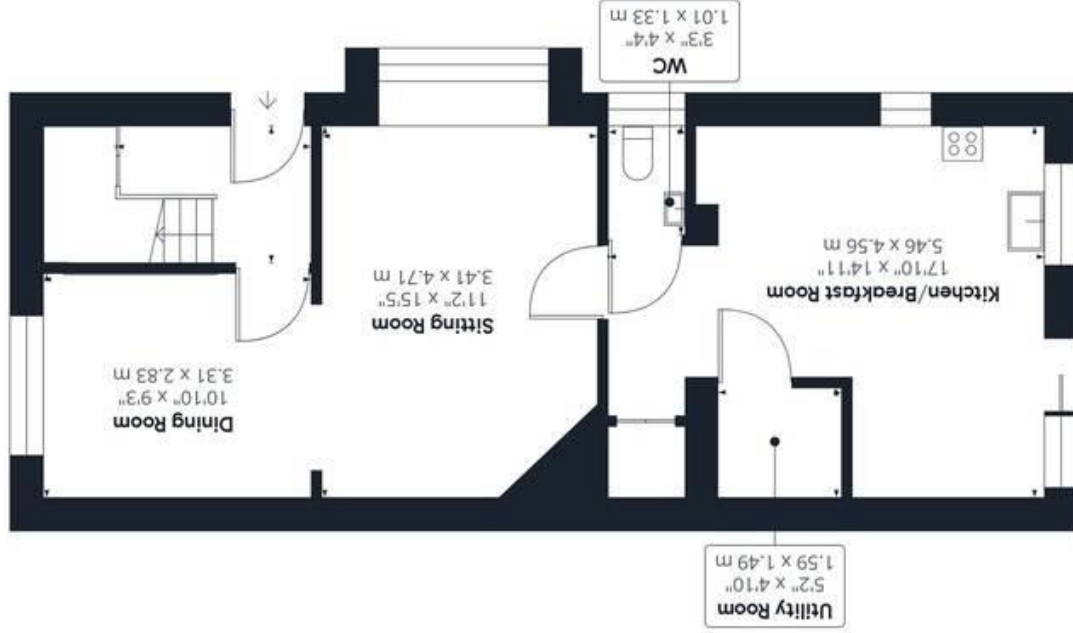 Utility Room
5'2" x 4'10"
1.59 x 1.49 m
Dining Room
10'10" x 9'3"
3.31 x 2.83 m
Sitting Room
11'2" x 15'5"
3.41 x 4.71 m
Kitchen/Breakfast Room
17'10" x 14'11"
5.46 x 4.56 m
WC
3'3" x 4'4"
1.01 x 1.33 m